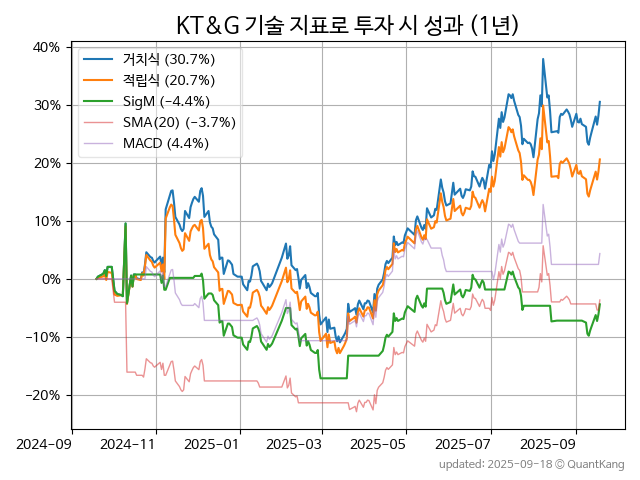 KT&G 기술 지표로 투자 시 성과 (1년)
40%
30%
20%
10%
0%
−10%
−20%
거치식 (30.7%)
적립식 (20.7%)
SigM (−4.4%)
SMA(20) (−3.7%)
MACD (4.4%)
2024-09
2024-11
2025-01
2025-03
2025-05
2025-07
2025-09
updated: 2025-09-18 © QuantKang